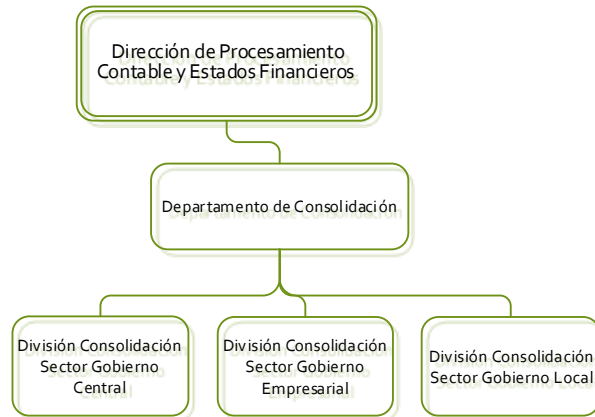 Dirección de Procesamiento
Contable y Estados Financieros
Departamento de Consolidación
División Consolidación
Sector Gobierno
Central
División Consolidación
Sector Gobierno
Empresarial
División Consolidación
Sector Gobierno Local